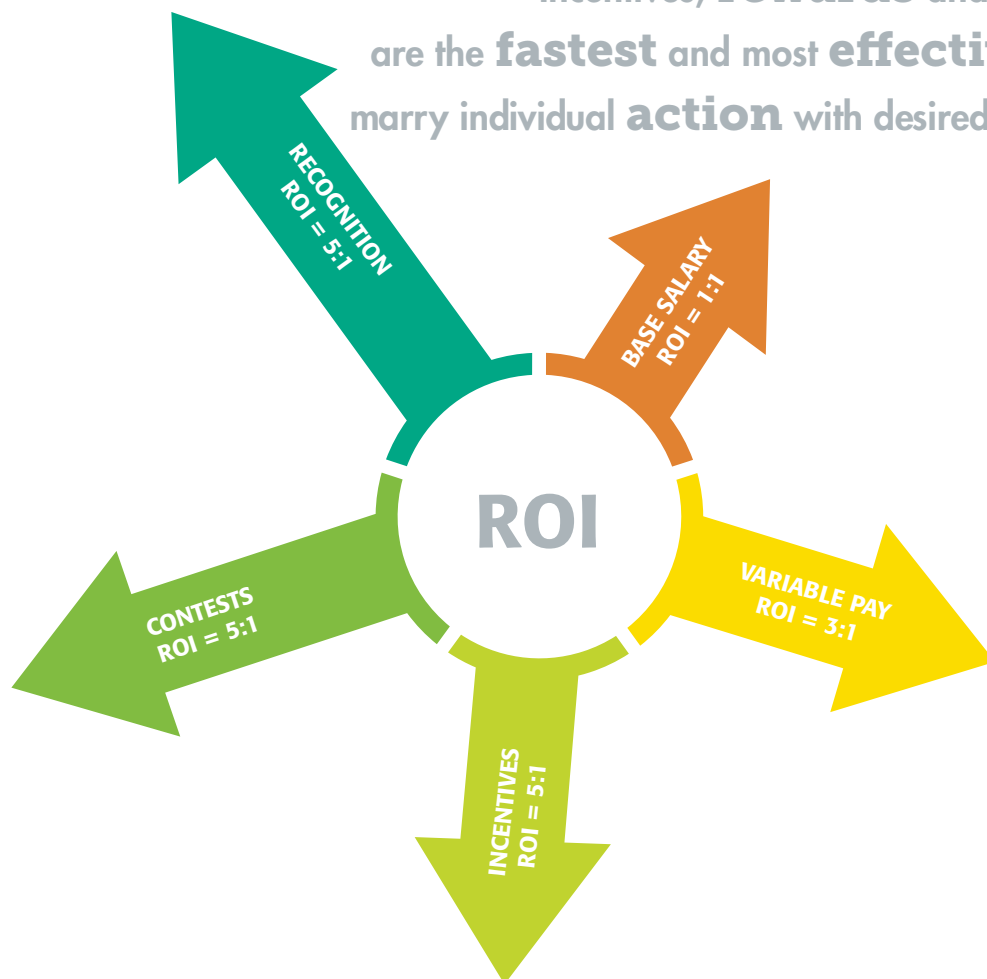 are the fastest and most
marry individual action with desired
RECOGNITION
ROI = 5:1
BASE SALARY
ROI = 1:1
ROI
VARIABLE PAY
ROI = 3:1
CONTESTS
ROI = 5:1
INCENTIVES
ROI = 5:1